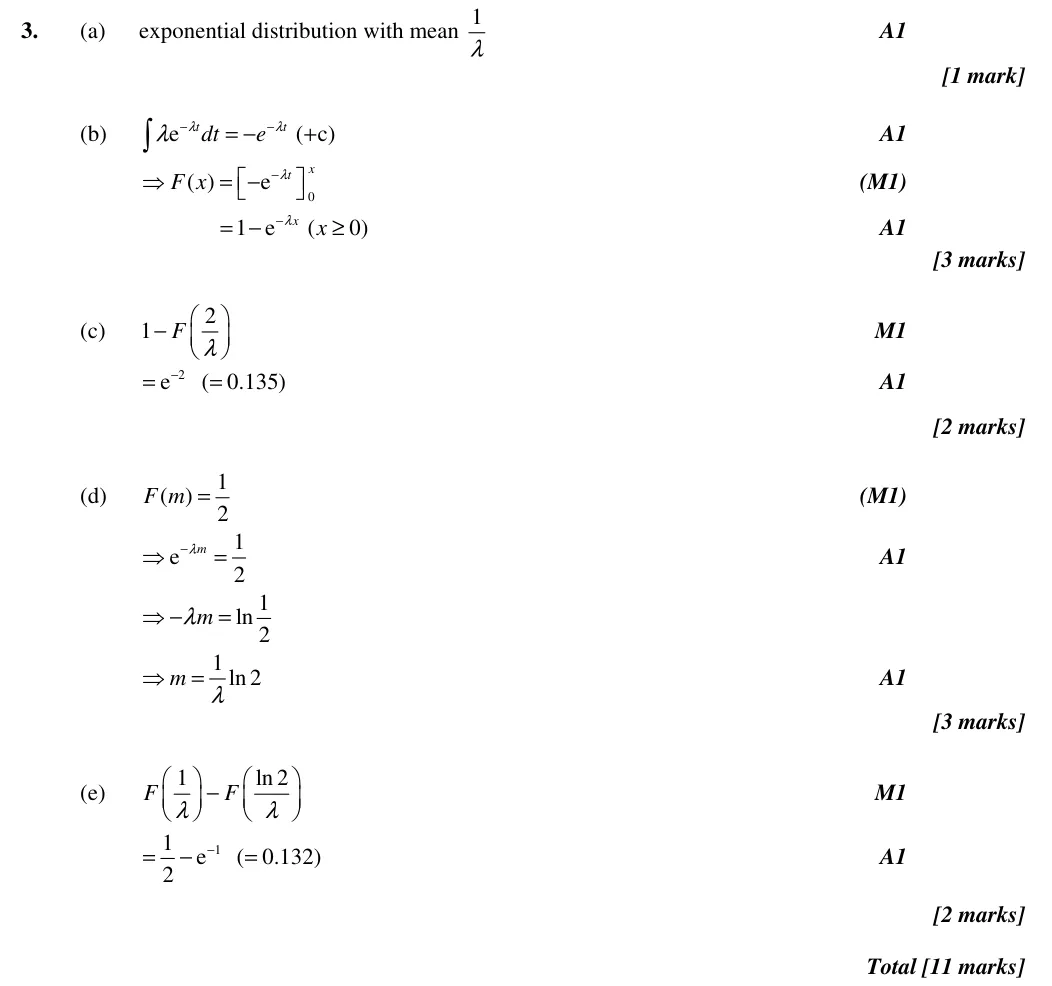 3. (a) exponential distribution with mean 1/λ A1
[1 mark]
(b) ∫ λe^{−λt} dt = −e^{−λt} (+c) A1
⇒ F(x) = [−e^{−λt}]_0^x (M1)
= 1 − e^{−λx} (x ≥ 0) A1
[3 marks]
(c) 1 − F(2/λ) M1
= e^{−2} (= 0.135) A1
[2 marks]
(d) F(m) = 1/2 (M1)
⇒ e^{−λm} = 1/2 A1
⇒ −λm = ln 1/2
⇒ m = 1/λ ln 2 A1
[3 marks]
(e) F(1/λ) − F(ln 2/λ) M1
= 1/2 − e^{−1} (= 0.132) A1
[2 marks]
Total [11 marks]